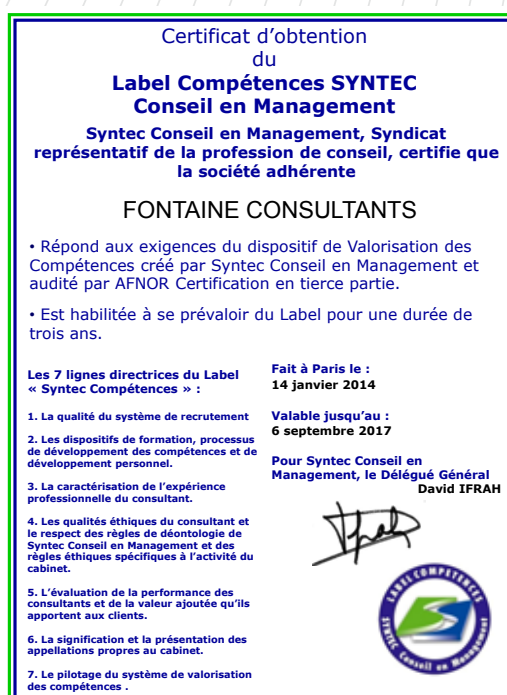 Certificat d’obtention
du
Label Compétences SYNTEC
Conseil en Management
Syntec Conseil en Management, Syndicat
représentatif de la profession de conseil, certifie que
la société adhérente
FONTAINE CONSULTANTS
• Répond aux exigences du dispositif de Valorisation des
Compétences créé par Syntec Conseil en Management et
audité par AFNOR Certification en tierce partie.
• Est habilitée à se prévaloir du Label pour une durée de
trois ans.
Les 7 lignes directrices du Label
« Syntec Compétences » :
1. La qualité du système de recrutement
2. Les dispositifs de formation, processus
de développement des compétences et de
développement personnel.
3. La caractérisation de l’expérience
professionnelle du consultant.
4. Les qualités éthiques du consultant et
le respect des règles de déontologie de
Syntec Conseil en Management et des
règles éthiques spécifiques à l’activité du
cabinet.
5. L’évaluation de la performance des
consultants et de la valeur ajoutée qu’ils
apportent aux clients.
6. La signification et la présentation des
appellations propres au cabinet.
7. Le pilotage du système de valorisation
des compétences .
Fait à Paris le :
14 janvier 2014
Valable jusqu’au :
6 septembre 2017
Pour Syntec Conseil en
Management, le Délégué Général
David IFRAH
Ifrah
LABEL COMPETENCES
SYNTEC Conseil en Management